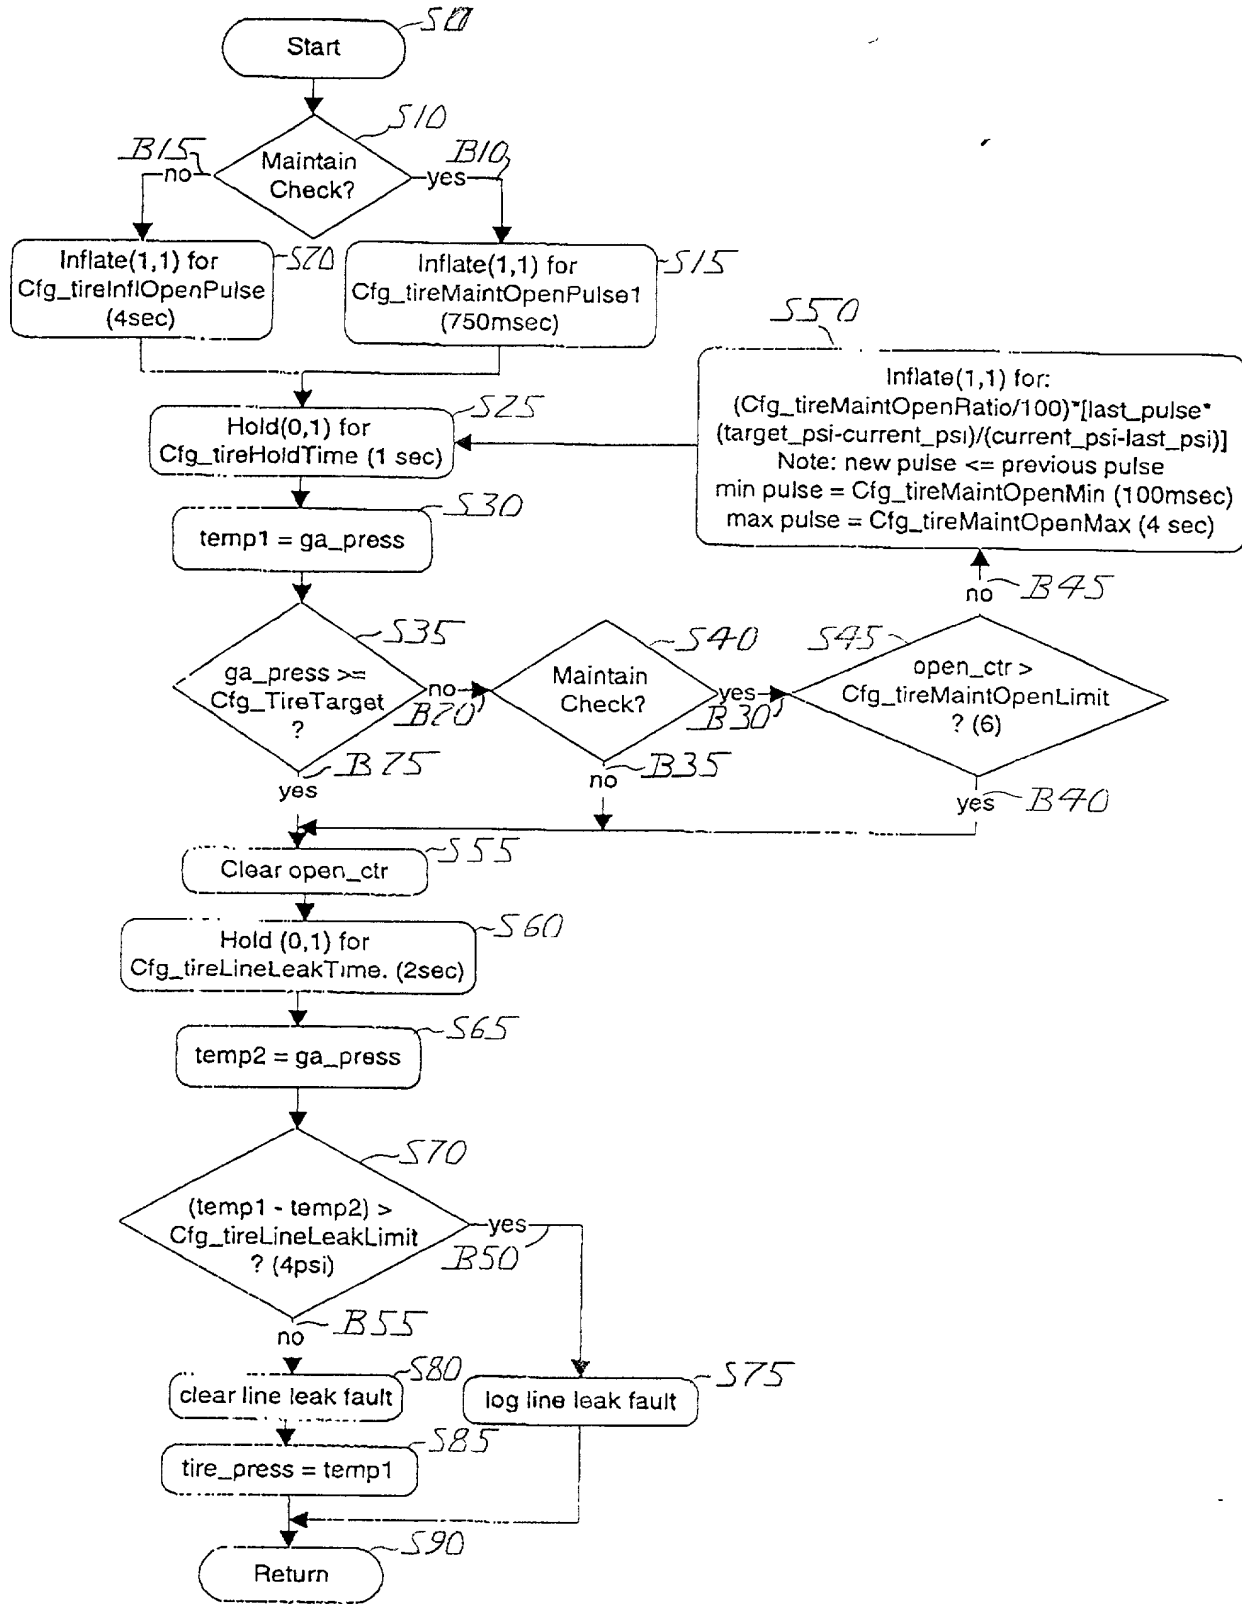 S0
Start
S10
B15
B10
Maintain
Check?
no
yes
S20
Inflate(1,1) for
Cfg_tireInflOpenPulse
(4sec)
S15
Inflate(1,1) for
Cfg_tireMaintOpenPulse1
(750msec)
S50
Inflate(1,1) for:
(Cfg_tireMaintOpenRatio/100)*[last_pulse*
(target_psi-current_psi)/(current_psi-last_psi)]
Note: new pulse <= previous pulse
min pulse = Cfg_tireMaintOpenMin (100msec)
max pulse = Cfg_tireMaintOpenMax (4 sec)
S25
Hold(0,1) for
Cfg_tireHoldTime (1 sec)
S30
temp1 = ga_press
no
B45
S35
ga_press >=
Cfg_TireTarget
?
no
B20
S40
Maintain
Check?
yes
B30
S45
open_ctr >
Cfg_tireMaintOpenLimit
? (6)
B25
yes
B35
no
yes
B40
S55
Clear open_ctr
S60
Hold (0,1) for
Cfg_tireLineLeakTime. (2sec)
S65
temp2 = ga_press
S70
(temp1 - temp2) >
Cfg_tireLineLeakLimit
? (4psi)
yes
B50
B55
no
S80
clear line leak fault
S75
log line leak fault
S85
tire_press = temp1
S90
Return